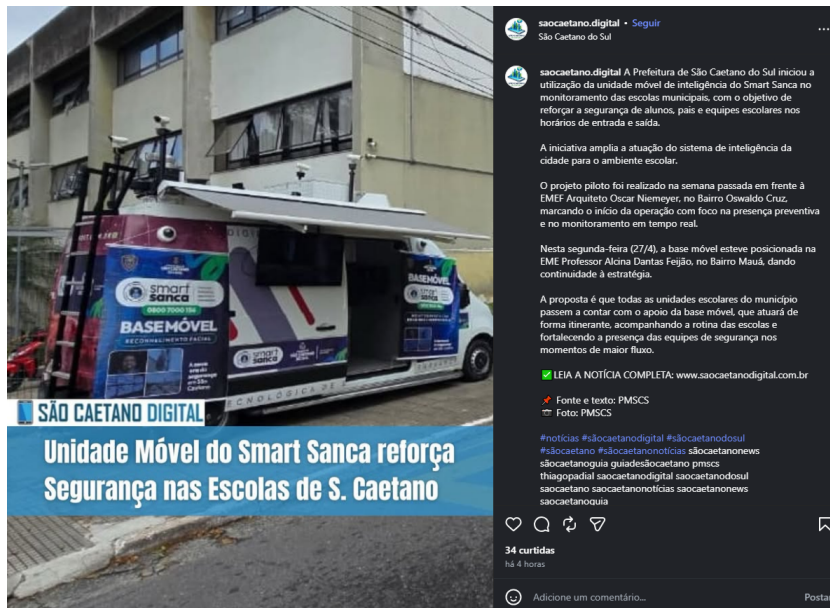 smart
sanca
0800 7000 156
BASE MÓVEL
RECONHECIMENTO FACIAL
smart
sanca
BASE MÓVEL
smart
sanca
TECNOLÓGICA DE
SÃO CAETANO DIGITAL
Unidade Móvel do Smart Sanca reforça
Segurança nas Escolas de S. Caetano
saocaetano.digital • Seguir
São Caetano do Sul
saocaetano.digital A Prefeitura de São Caetano do Sul iniciou a
utilização da unidade móvel de inteligência do Smart Sanca no
monitoramento das escolas municipais, com o objetivo de
reforçar a segurança de alunos, pais e equipes escolares nos
horários de entrada e saída.
A iniciativa amplia a atuação do sistema de inteligência da
cidade para o ambiente escolar.
O projeto piloto foi realizado na semana passada em frente à
EMEF Arquiteto Oscar Niemeyer, no Bairro Oswaldo Cruz,
marcando o início da operação com foco na presença preventiva
e no monitoramento em tempo real.
Nesta segunda-feira (27/4), a base móvel esteve posicionada na
EME Professor Alcina Dantas Feijão, no Bairro Mauá, dando
continuidade à estratégia.
A proposta é que todas as unidades escolares do município
passem a contar com o apoio da base móvel, que atuará de
forma itinerante, acompanhando a rotina das escolas e
fortalecendo a presença das equipes de segurança nos
momentos de maior fluxo.
✅ LEIA A NOTÍCIA COMPLETA: www.saocaetanodigital.com.br
📌 Fonte e texto: PMSCS
📷 Foto: PMSCS
#notícias #sãocaetanodigital #sãocaetanodosul
#sãocaetano #sãocaetanonotícias sãocaetanonews
sãocaetanoguia guiadesãocaetano pmscs
thiagopadial saocaetanodigital saocaetanodosul
saocaetano saocaetanonotícias saocaetanonews
saocaetanoguia
34 curtidas
há 4 horas
Adicione um comentário...
Postar